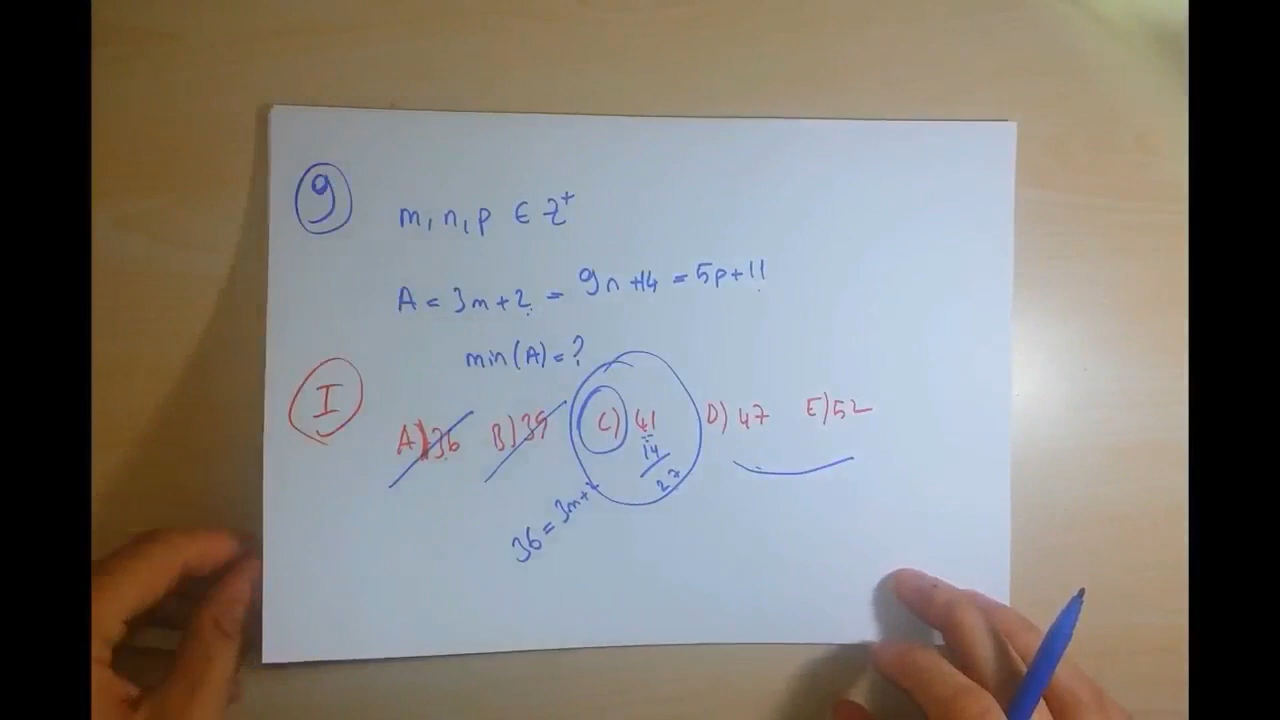 9
m, n, p ∈ Z⁺
A = 3m+2 = 9n+14 = 5p+11
min(A) = ?
I
A) 36 B) 39 C) 41 D) 47 E) 52
14
27
36 = 3m+